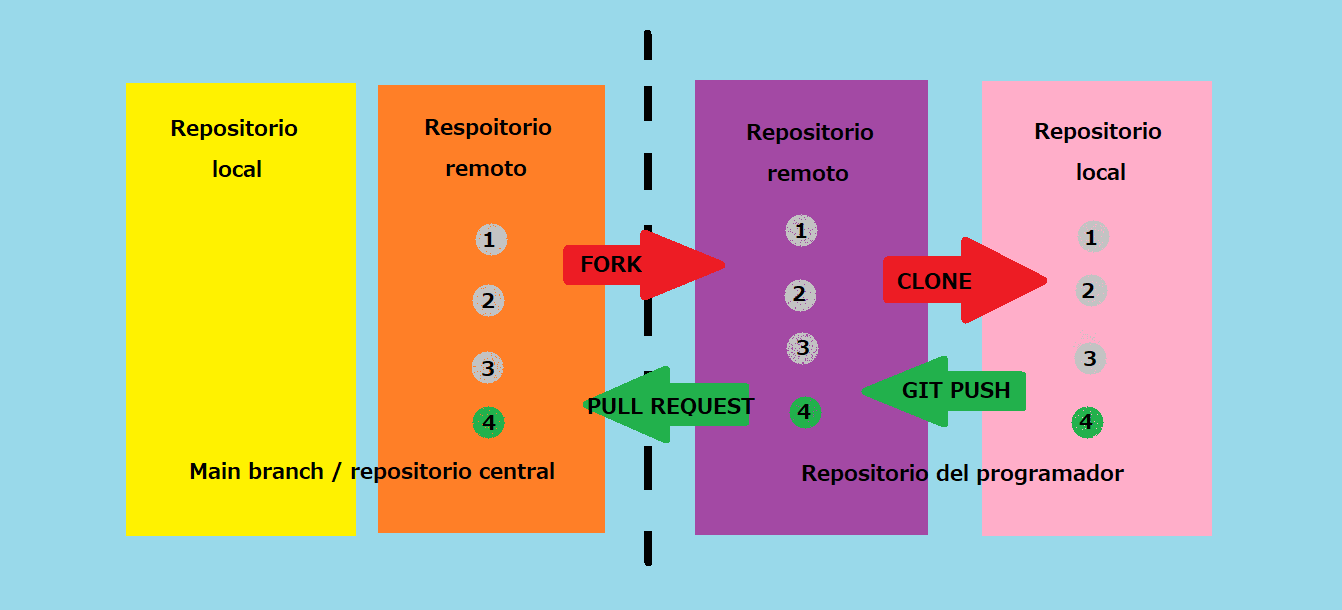 Repositorio
local
Respoitorio
remoto
1
2
3
4
Main branch / repositorio central
FORK
PULL REQUEST
Repositorio
remoto
1
2
3
4
CLONE
GIT PUSH
Repositorio
local
1
2
3
4
Repositorio del programador